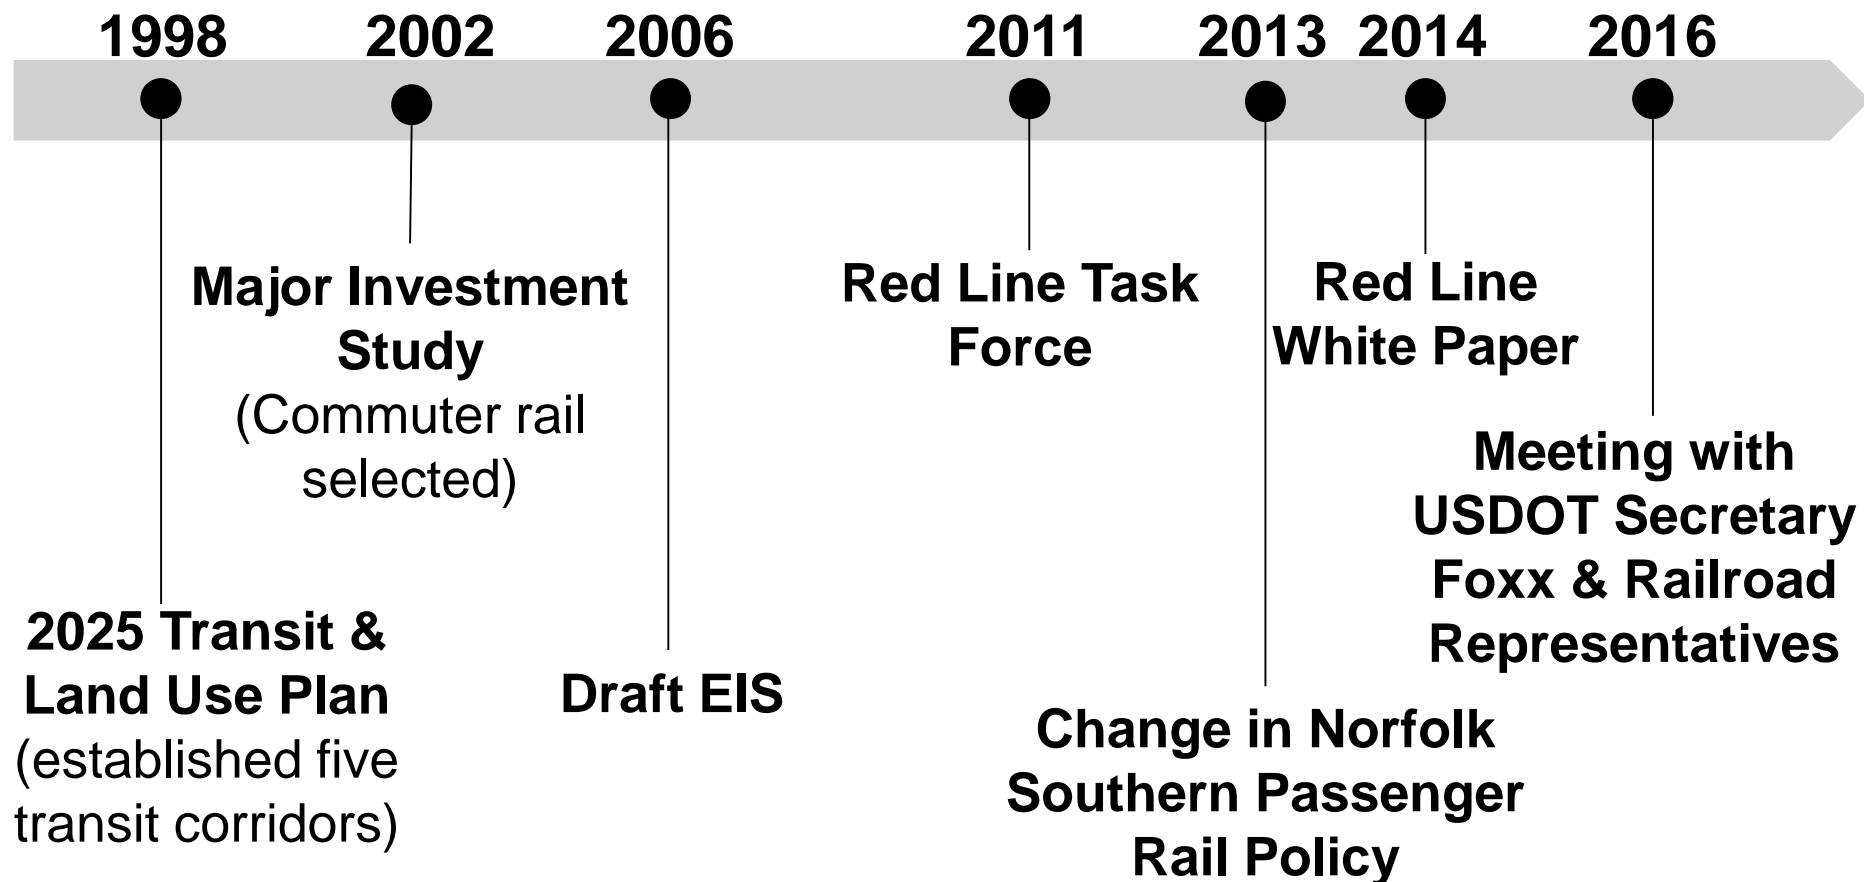 1998 2002 2006 2011 2013 2014 2016
Major Investment
Study
(Commuter rail
selected)
Red Line Task
Force
Red Line
White Paper
Meeting with
USDOT Secretary
Foxx & Railroad
Representatives
2025 Transit &
Land Use Plan
(established five
transit corridors)
Draft EIS
Change in Norfolk
Southern Passenger
Rail Policy